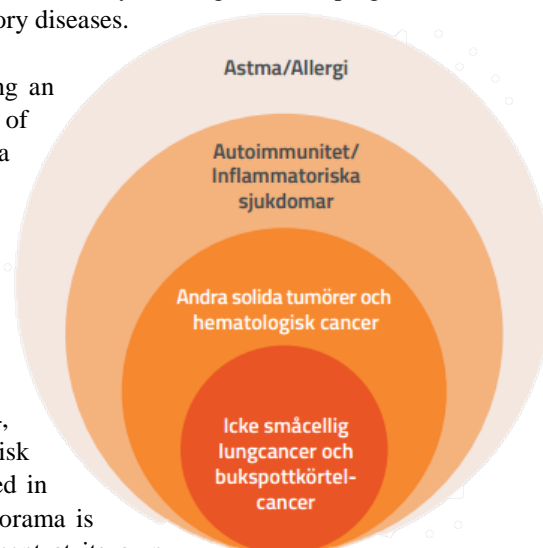 ory diseases.
ng an
of
a
isk
ed in
orama is
Astma/Allergi
Autoimmunitet/
Inflammatoriska
sjukdomar
Andra solida tumörer och
hematologisk cancer
Icke småcellig
lungcancer och
bukspottkörtel-
cancer